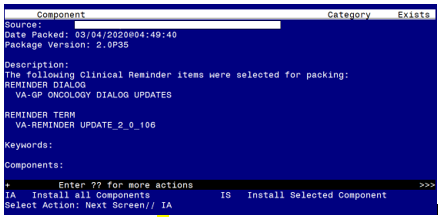 Component Category Exists
Source:
Date Packed: 03/04/2020@04:49:40
Package Version: 2.0P35
Description:
The following Clinical Reminder items were selected for packing:
REMINDER DIALOG
VA-GP ONCOLOGY DIALOG UPDATES
REMINDER TERM
VA-REMINDER UPDATE_2_0_106
Keywords:
Components:
+ Enter ?? for more actions >>>
IA Install all Components IS Install Selected Component
Select Action: Next Screen// IA